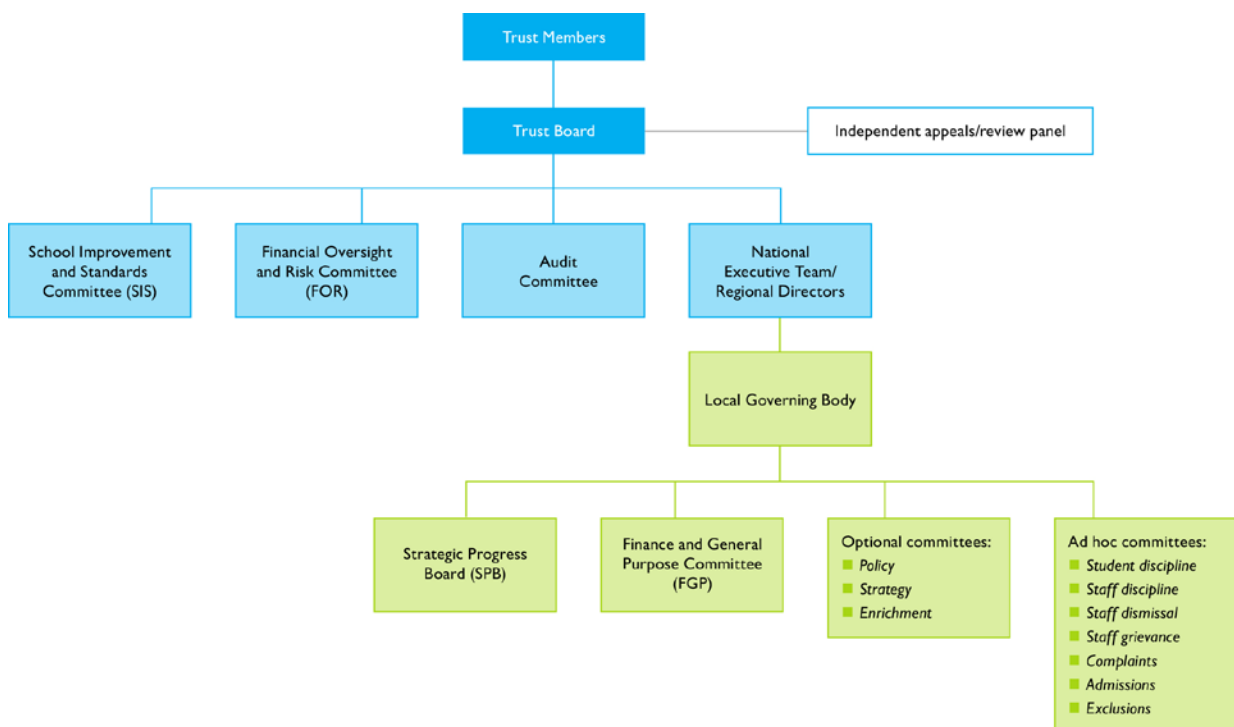 Trust Members
Trust Board
Independent appeals/review panel
School Improvement
and Standards
Committee (SIS)
Financial Oversight
and Risk Committee
(FOR)
Audit
Committee
National
Executive Team/
Regional Directors
Local Governing Body
Strategic Progress
Board (SPB)
Finance and General
Purpose Committee
(FGP)
Optional committees:
Policy
Strategy
Enrichment
Ad hoc committees:
Student discipline
Staff discipline
Staff dismissal
Staff grievance
Complaints
Admissions
Exclusions